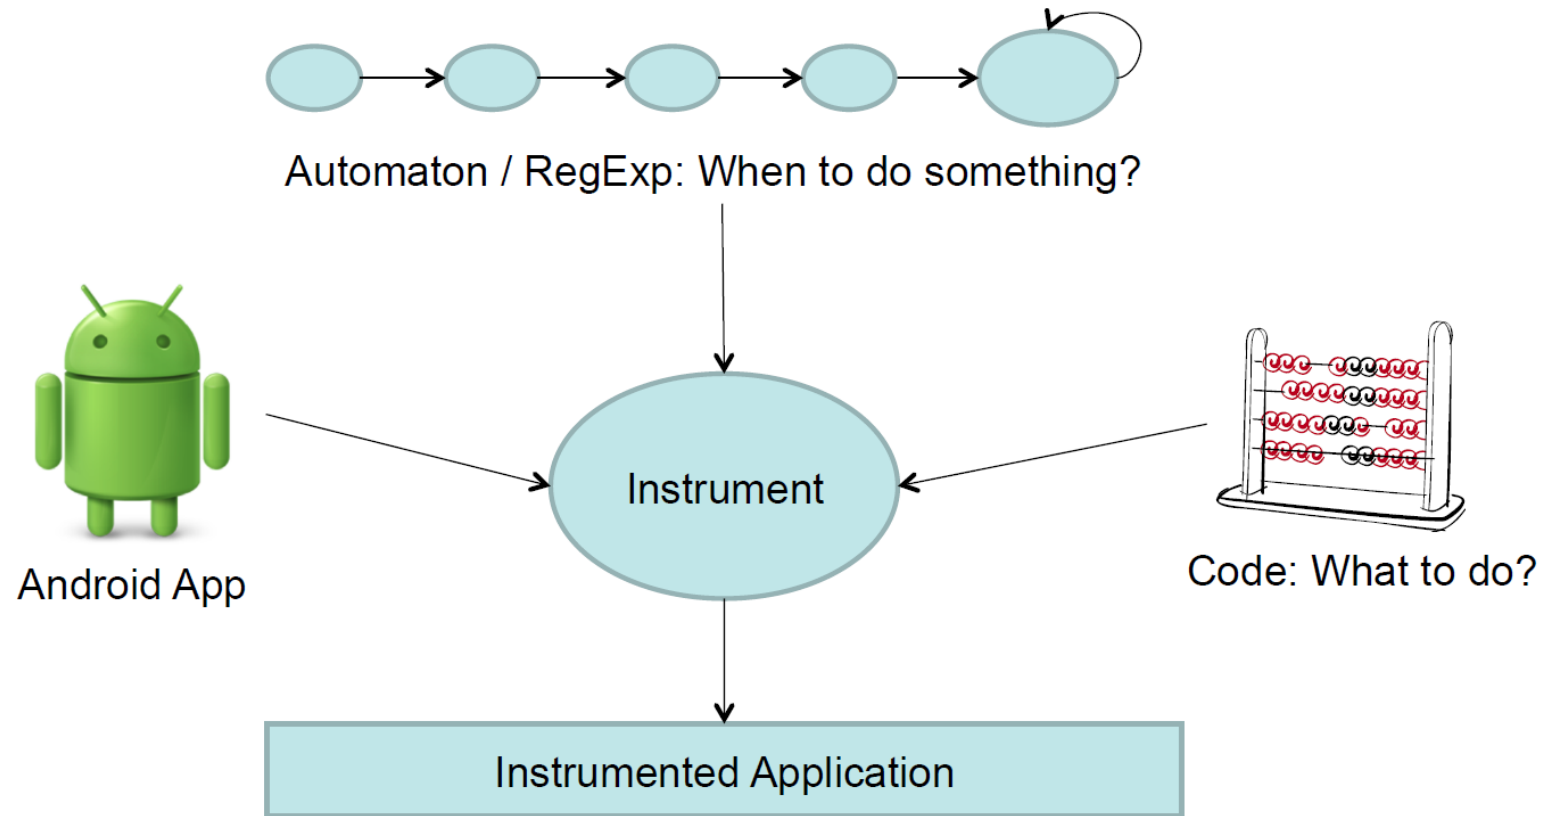 Automaton / RegExp: When to do something?
Instrument
Android App
Code: What to do?
Instrumented Application